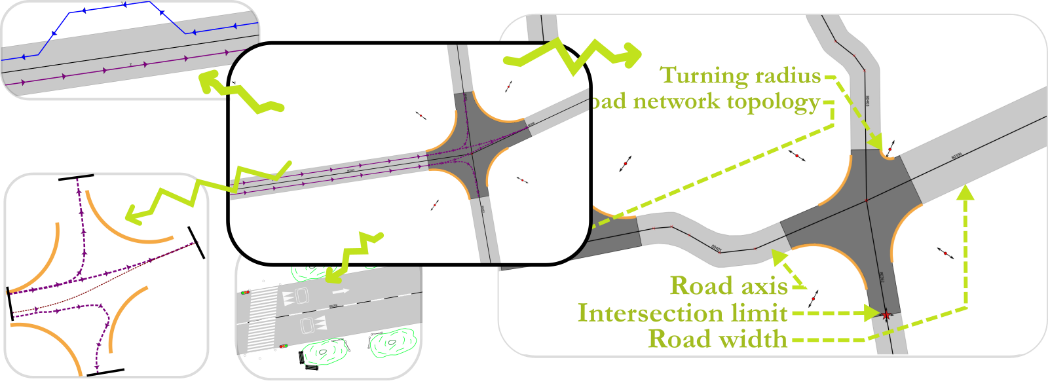 Turning radius
oad network topology
Road axis
Intersection limit
Road width